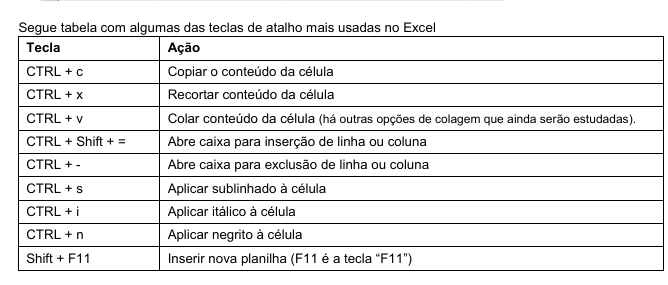 Segue tabela com algumas das teclas de atalho mais usadas no Excel
Tecla Ação
CTRL + c Copiar o conteúdo da célula
CTRL + x Recortar conteúdo da célula
CTRL + v Colar conteúdo da célula (há outras opções de colagem que ainda serão estudadas).
CTRL + Shift + = Abre caixa para inserção de linha ou coluna
CTRL + - Abre caixa para exclusão de linha ou coluna
CTRL + s Aplicar sublinhado à célula
CTRL + i Aplicar itálico à célula
CTRL + n Aplicar negrito à célula
Shift + F11 Inserir nova planilha (F11 é a tecla “F11”)